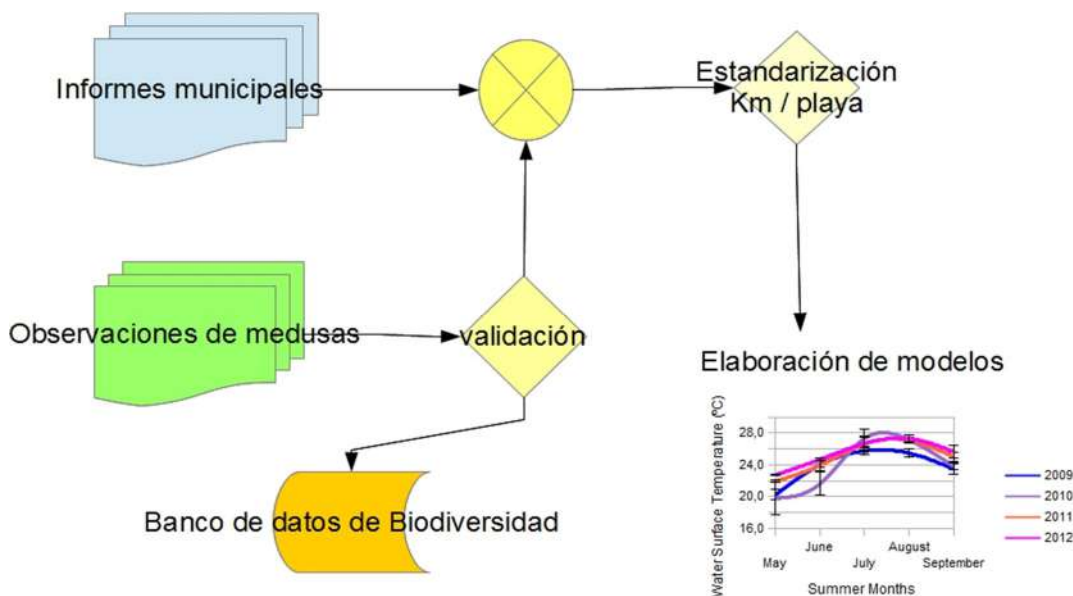 Informes municipales
Estandarización
Km / playa
Observaciones de medusas
validación
Banco de datos de Biodiversidad
Elaboración de modelos
Water Surface Temperature (ºC)
28,0
24,0
20,0
16,0
May
June
July
August
September
Summer Months
2009
2010
2011
2012